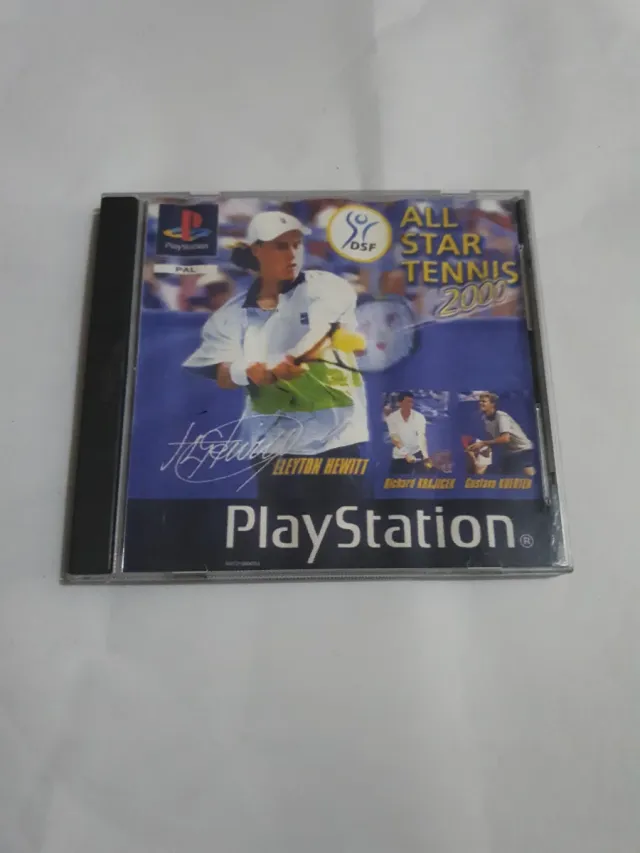 PlayStation
PAL
DSF
ALL
STAR
TENNIS
2000
LLEYTON HEWITT
Richard KRAJICEK
Gustavo KUERTEN
PlayStation®